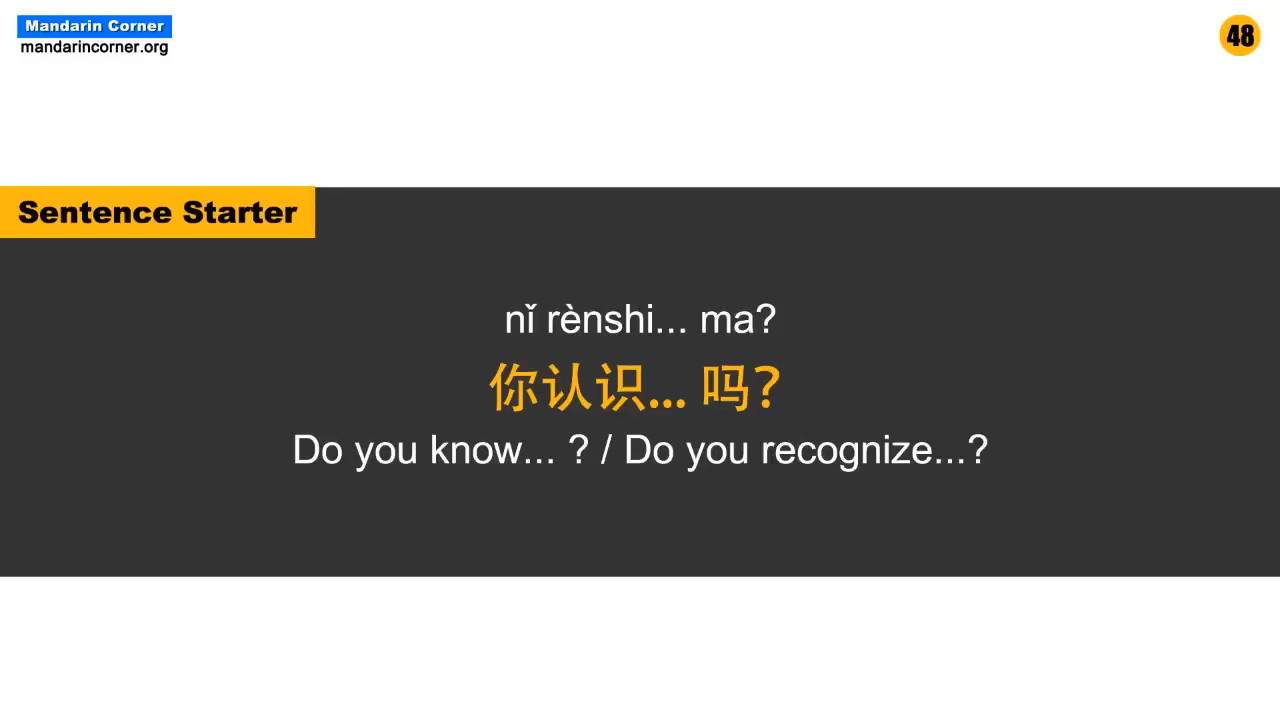 Mandarin Corner
mandarincorner.org
48
Sentence Starter
nǐ rènshi... ma?
你认识... 吗?
Do you know... ? / Do you recognize...?